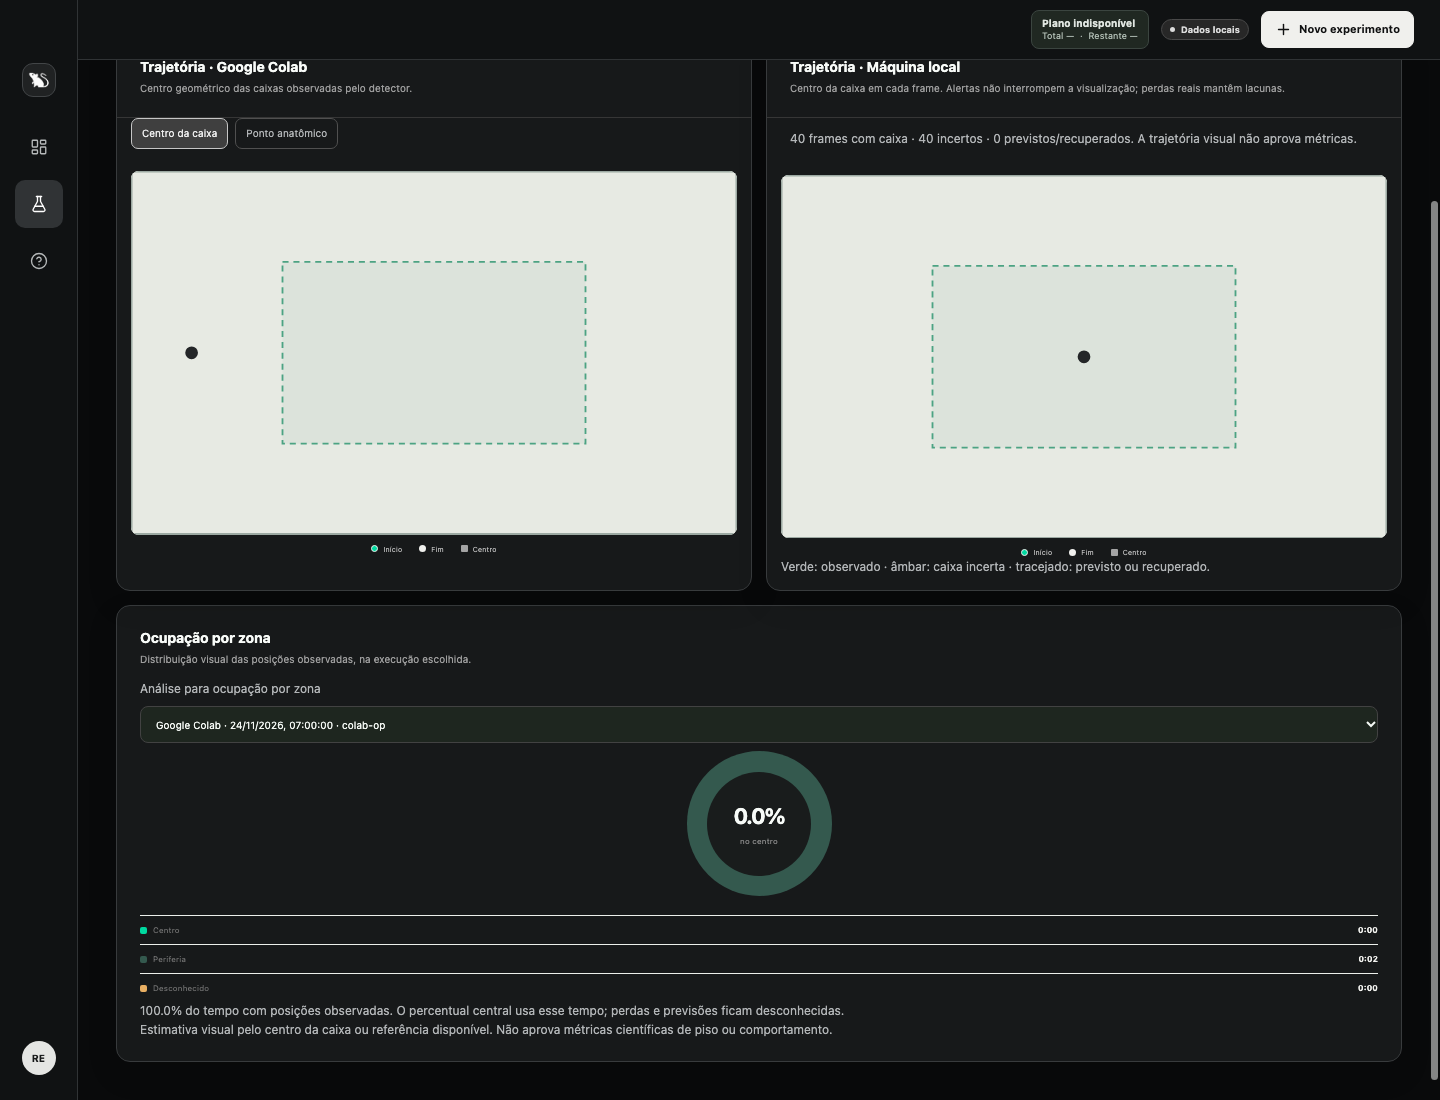 Plano indisponível
Total — · Restante —
Dados locais
Novo experimento
Trajetória · Google Colab
Centro geométrico das caixas observadas pelo detector.
Centro da caixa
Ponto anatômico
Início
Fim
Centro
Trajetória · Máquina local
Centro da caixa em cada frame. Alertas não interrompem a visualização; perdas reais mantêm lacunas.
40 frames com caixa · 40 incertos · 0 previstos/recuperados. A trajetória visual não aprova métricas.
Início
Fim
Centro
Verde: observado · âmbar: caixa incerta · tracejado: previsto ou recuperado.
Ocupação por zona
Distribuição visual das posições observadas, na execução escolhida.
Análise para ocupação por zona
Google Colab · 24/11/2026, 07:00:00 · colab-op
0.0%
no centro
Centro 0:00
Periferia 0:02
Desconhecido 0:00
100.0% do tempo com posições observadas. O percentual central usa esse tempo; perdas e previsões ficam desconhecidas.
Estimativa visual pelo centro da caixa ou referência disponível. Não aprova métricas científicas de piso ou comportamento.
RE